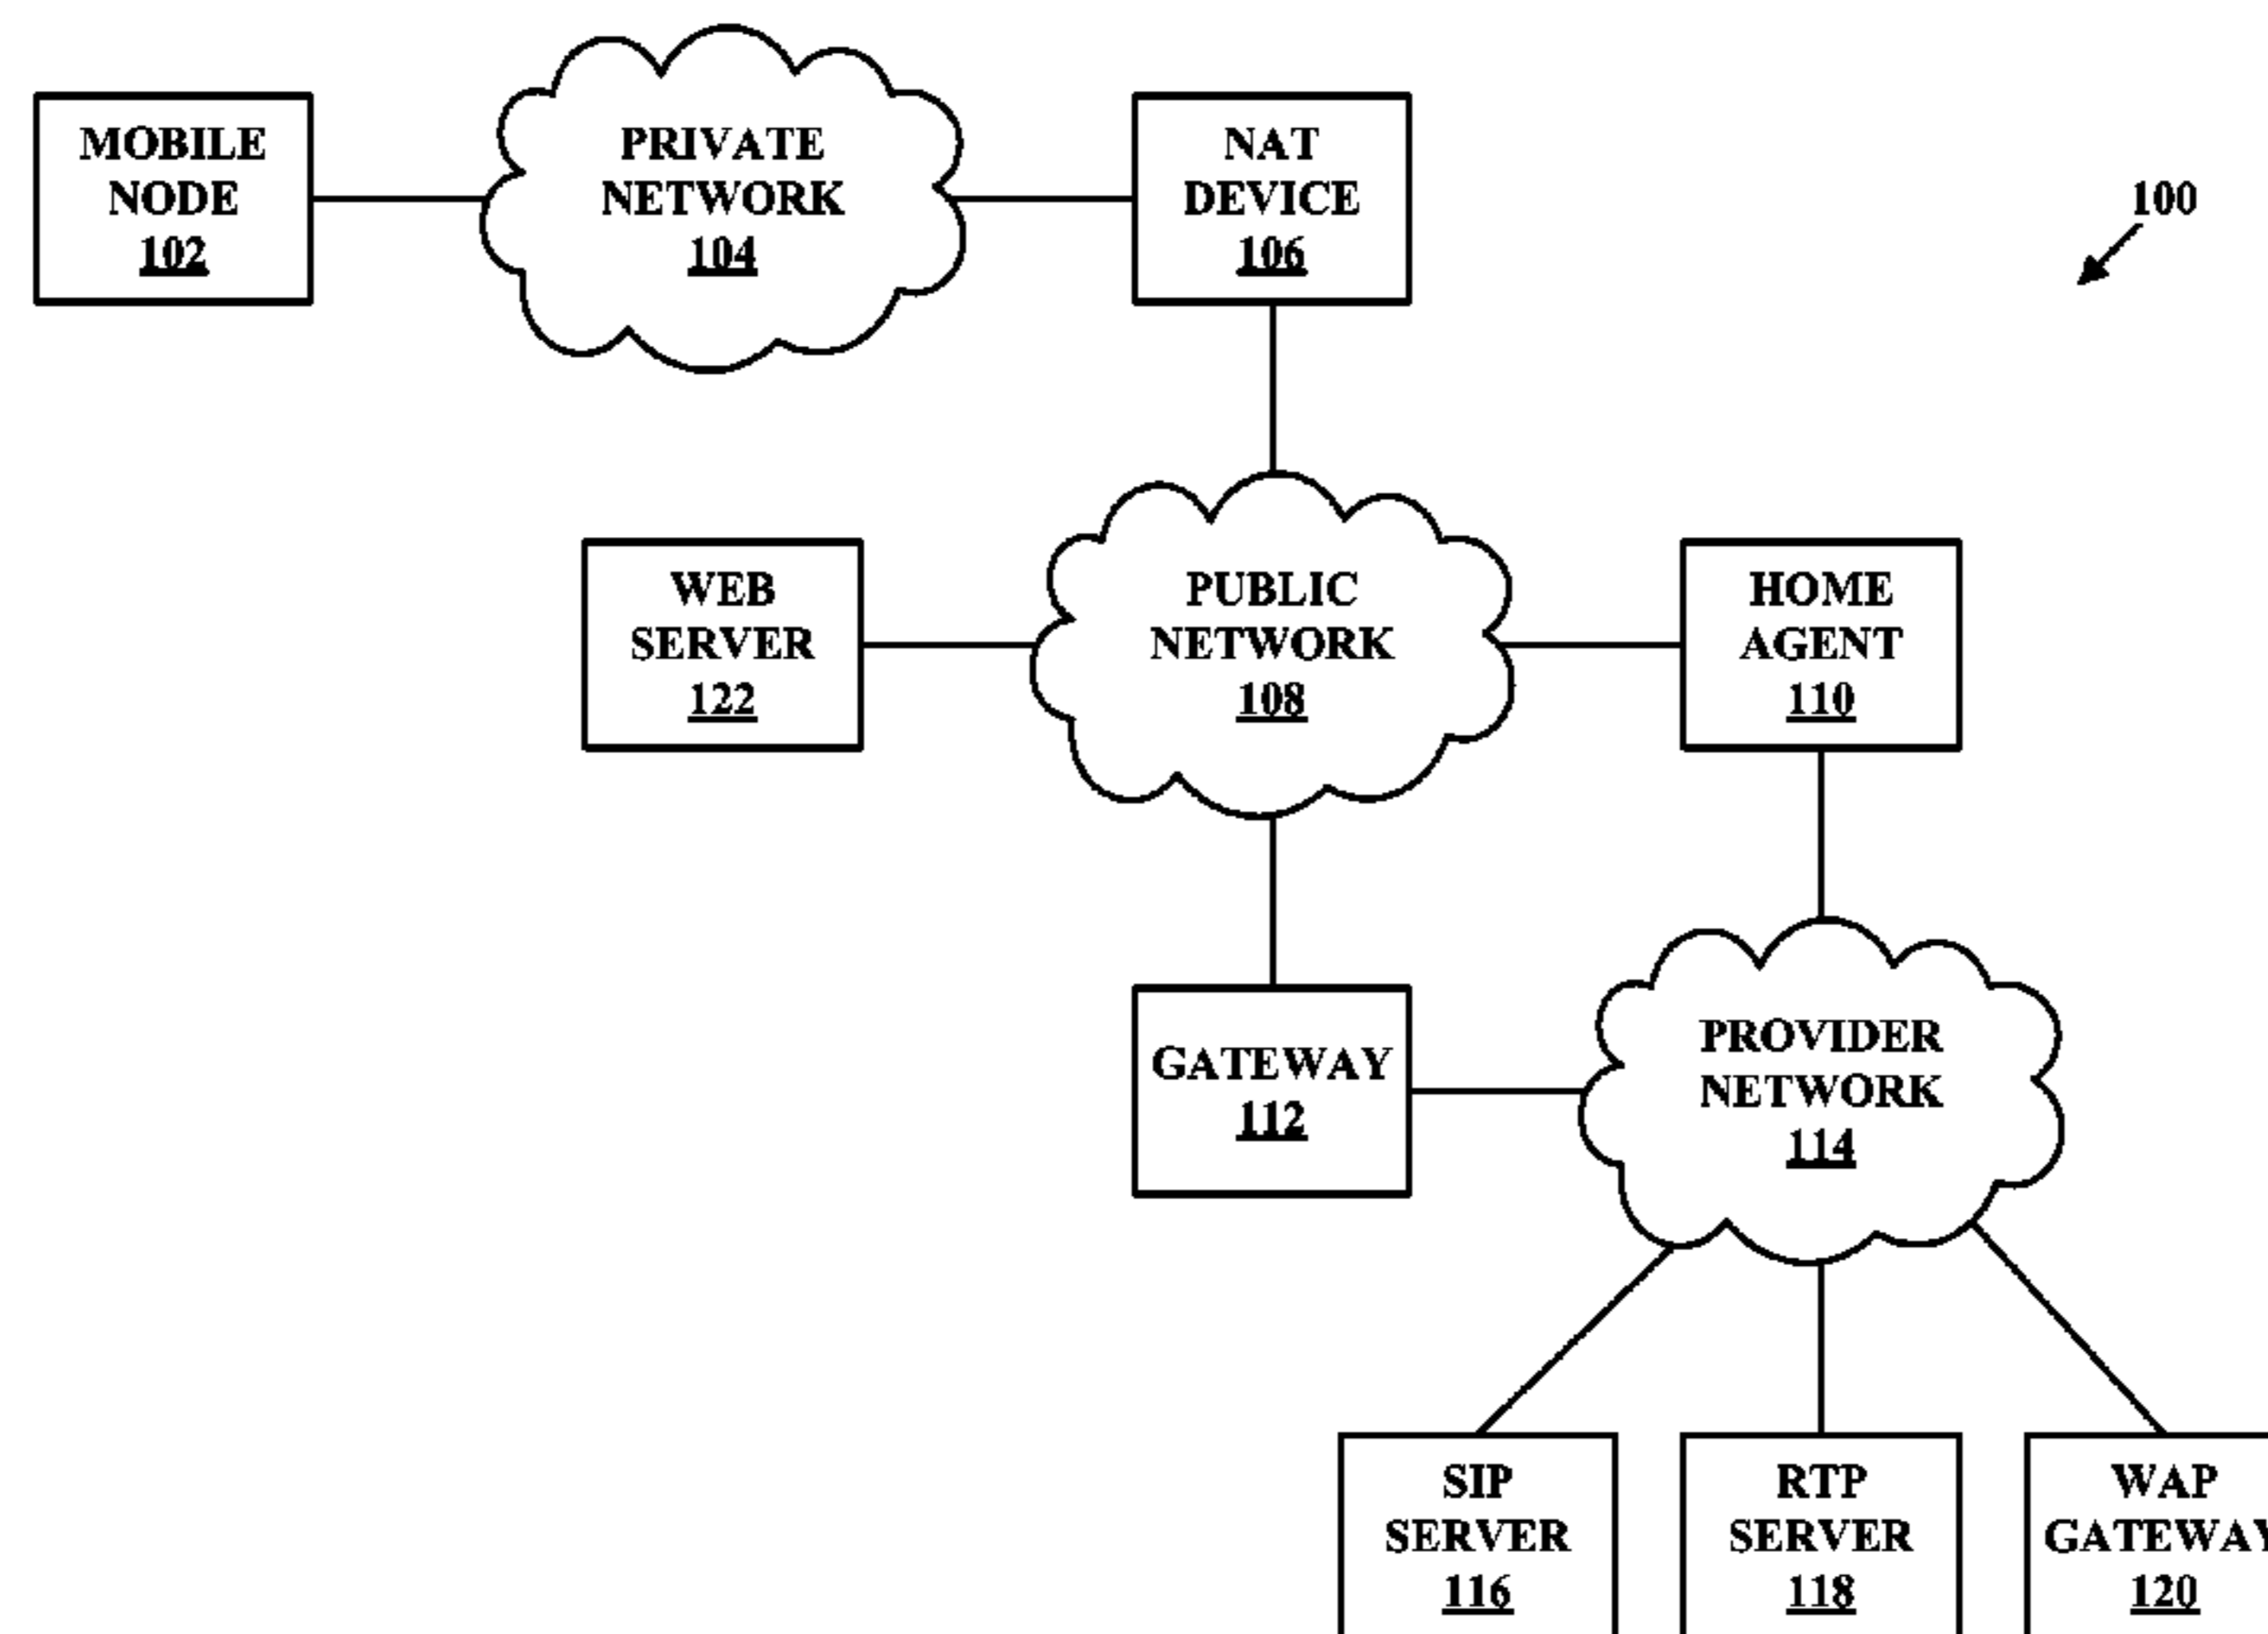 MOBILE
NODE
102
PRIVATE
NETWORK
104
NAT
DEVICE
106
100
WEB
SERVER
122
PUBLIC
NETWORK
108
HOME
AGENT
110
GATEWAY
112
PROVIDER
NETWORK
114
SIP
SERVER
116
RTP
SERVER
118
WAP
GATEWAY
120